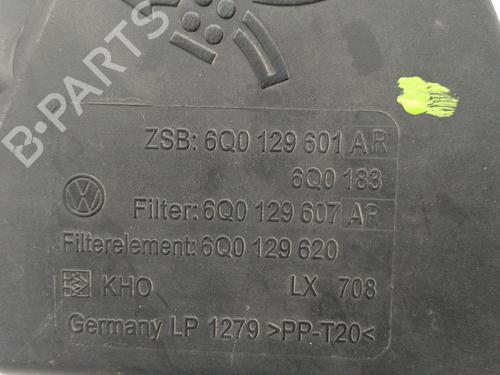 B-PARTS
ZSB: 6Q0 129 601 AR
6Q0 183
Filter: 6Q0 129 607 AR
Filterelement: 6Q0 129 620
KHO LX 708
Germany LP 1279 >PP-T20<